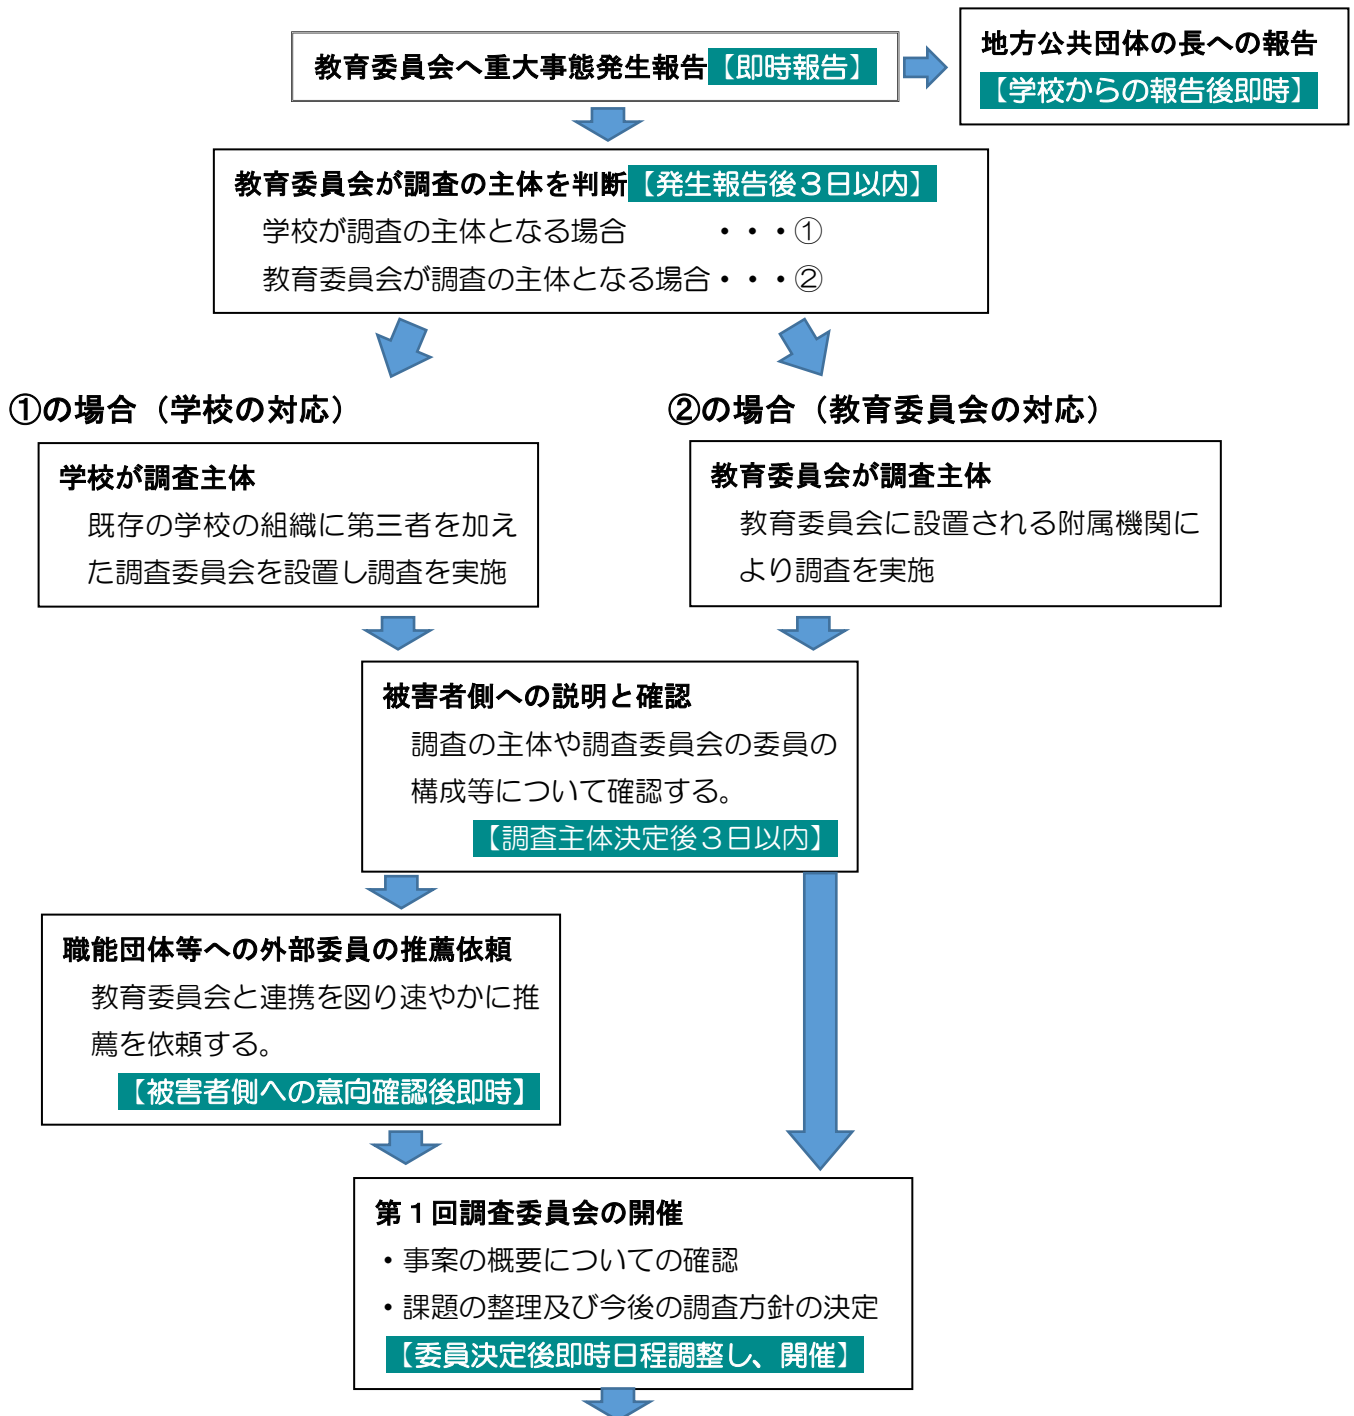 教育委員会へ重大事態発生報告【即時報告】
地方公共団体の長への報告
【学校からの報告後即時】
教育委員会が調査の主体を判断【発生報告後３日以内】
学校が調査の主体となる場合　　　・・・①
教育委員会が調査の主体となる場合・・・②
①の場合（学校の対応）
②の場合（教育委員会の対応）
学校が調査主体
既存の学校の組織に第三者を加え
た調査委員会を設置し調査を実施
教育委員会が調査主体
教育委員会に設置される附属機関に
より調査を実施
被害者側への説明と確認
調査の主体や調査委員会の委員の
構成等について確認する。
【調査主体決定後３日以内】
職能団体等への外部委員の推薦依頼
教育委員会と連携を図り速やかに推
薦を依頼する。
【被害者側への意向確認後即時】
第１回調査委員会の開催
・事案の概要についての確認
・課題の整理及び今後の調査方針の決定
【委員決定後即時日程調整し、開催】